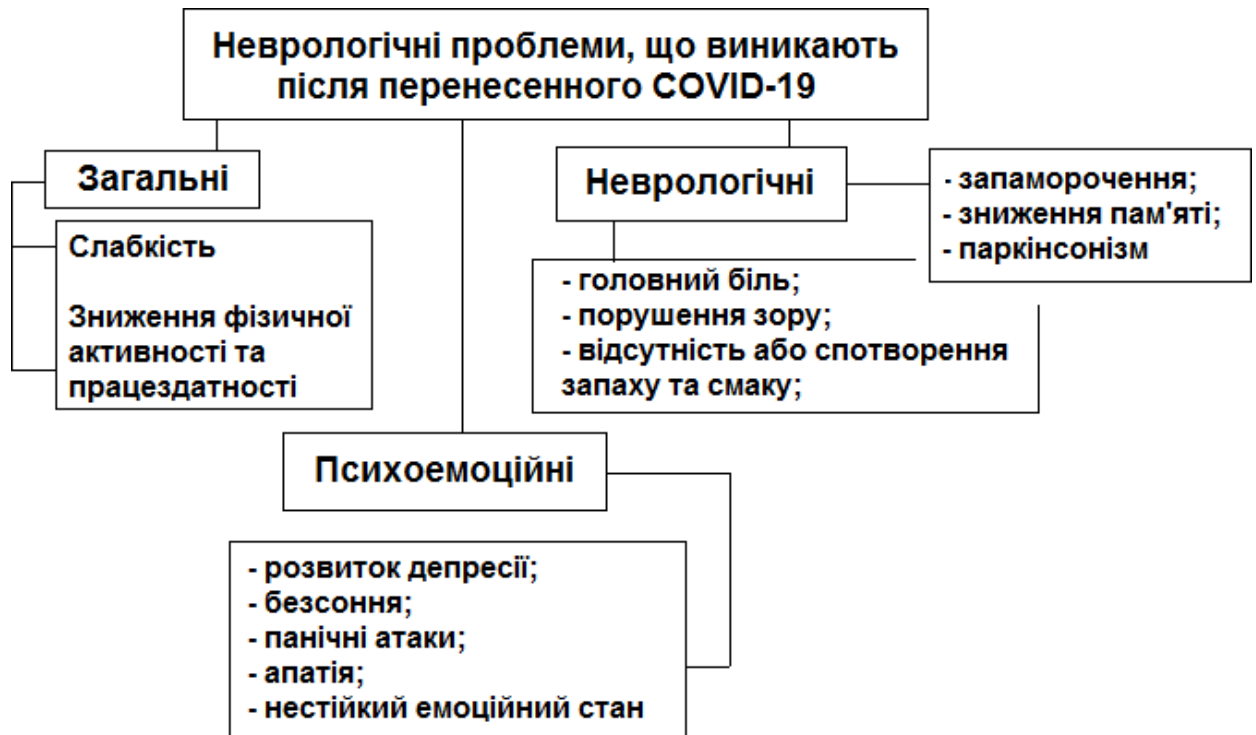 Неврологічні проблеми, що виникають
після перенесенного COVID-19
Загальні
Слабкість
Зниження фізичної
активності та
працездатності
Неврологічні
- запаморочення;
- зниження пам'яті;
- паркінсонізм
- головний біль;
- порушення зору;
- відсутність або спотворення
запаху та смаку;
Психоемоційні
- розвиток депресії;
- безсоння;
- панічні атаки;
- апатія;
- нестійкий емоційний стан